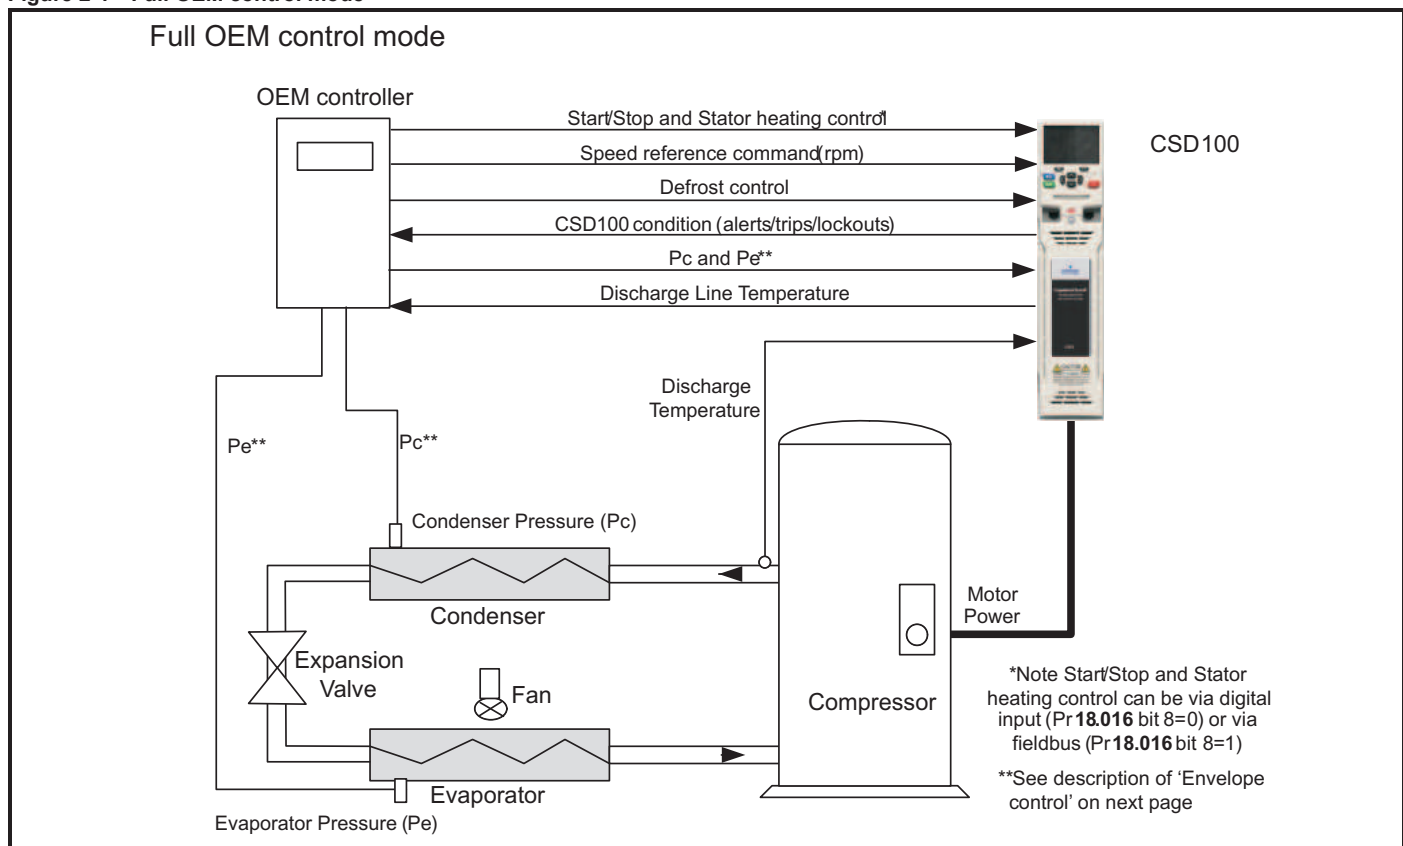 Full OEM control mode
OEM controller
Start/Stop and Stator heating control*
Speed reference command(rpm)
Defrost control
CSD100 condition (alerts/trips/lockouts)
Pc and Pe**
Discharge Line Temperature
CSD100
Discharge
Temperature
Pe**
Pc**
Condenser Pressure (Pc)
Condenser
Expansion
Valve
Fan
Evaporator
Evaporator Pressure (Pe)
Compressor
Motor
Power
*Note Start/Stop and Stator
heating control can be via digital
input (Pr 18.016 bit 8=0) or via
fieldbus (Pr 18.016 bit 8=1)
**See description of ‘Envelope
control’ on next page